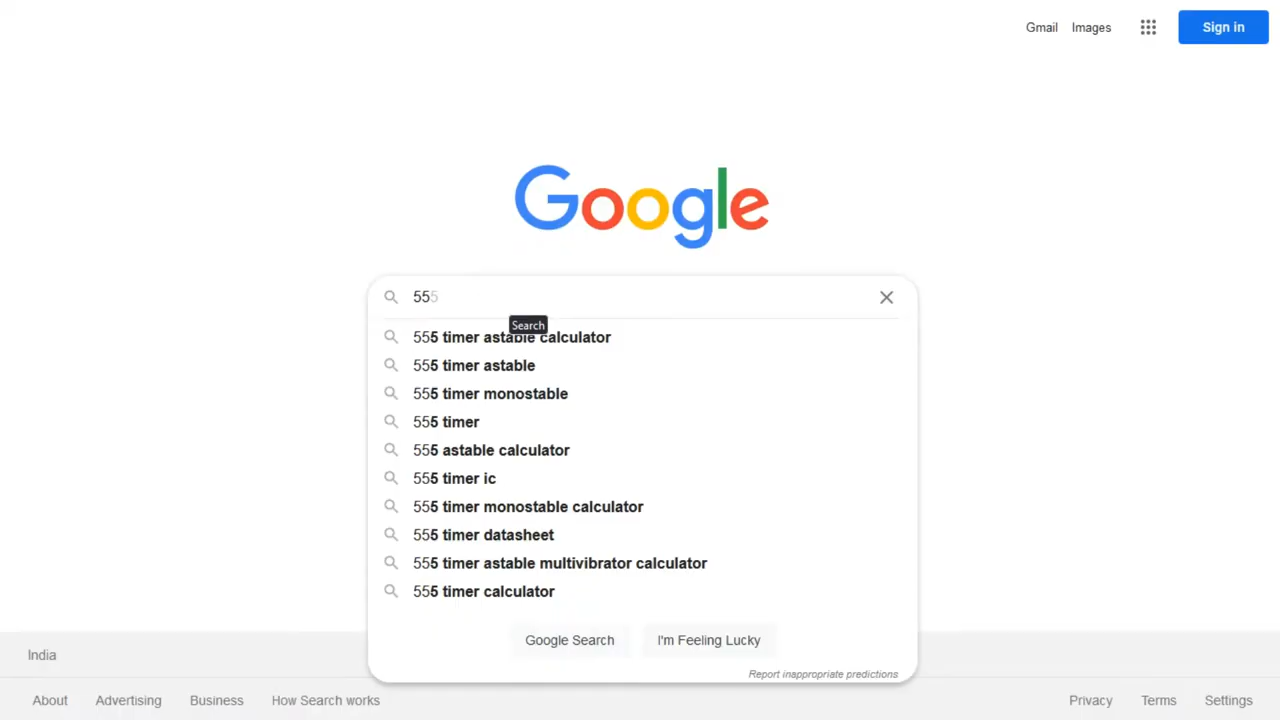 Gmail Images Sign in
Google
555
Search
555 timer astable calculator
555 timer astable
555 timer monostable
555 timer
555 astable calculator
555 timer ic
555 timer monostable calculator
555 timer datasheet
555 timer astable multivibrator calculator
555 timer calculator
Google Search I'm Feeling Lucky
India
Report inappropriate predictions
About Advertising Business How Search works Privacy Terms Settings